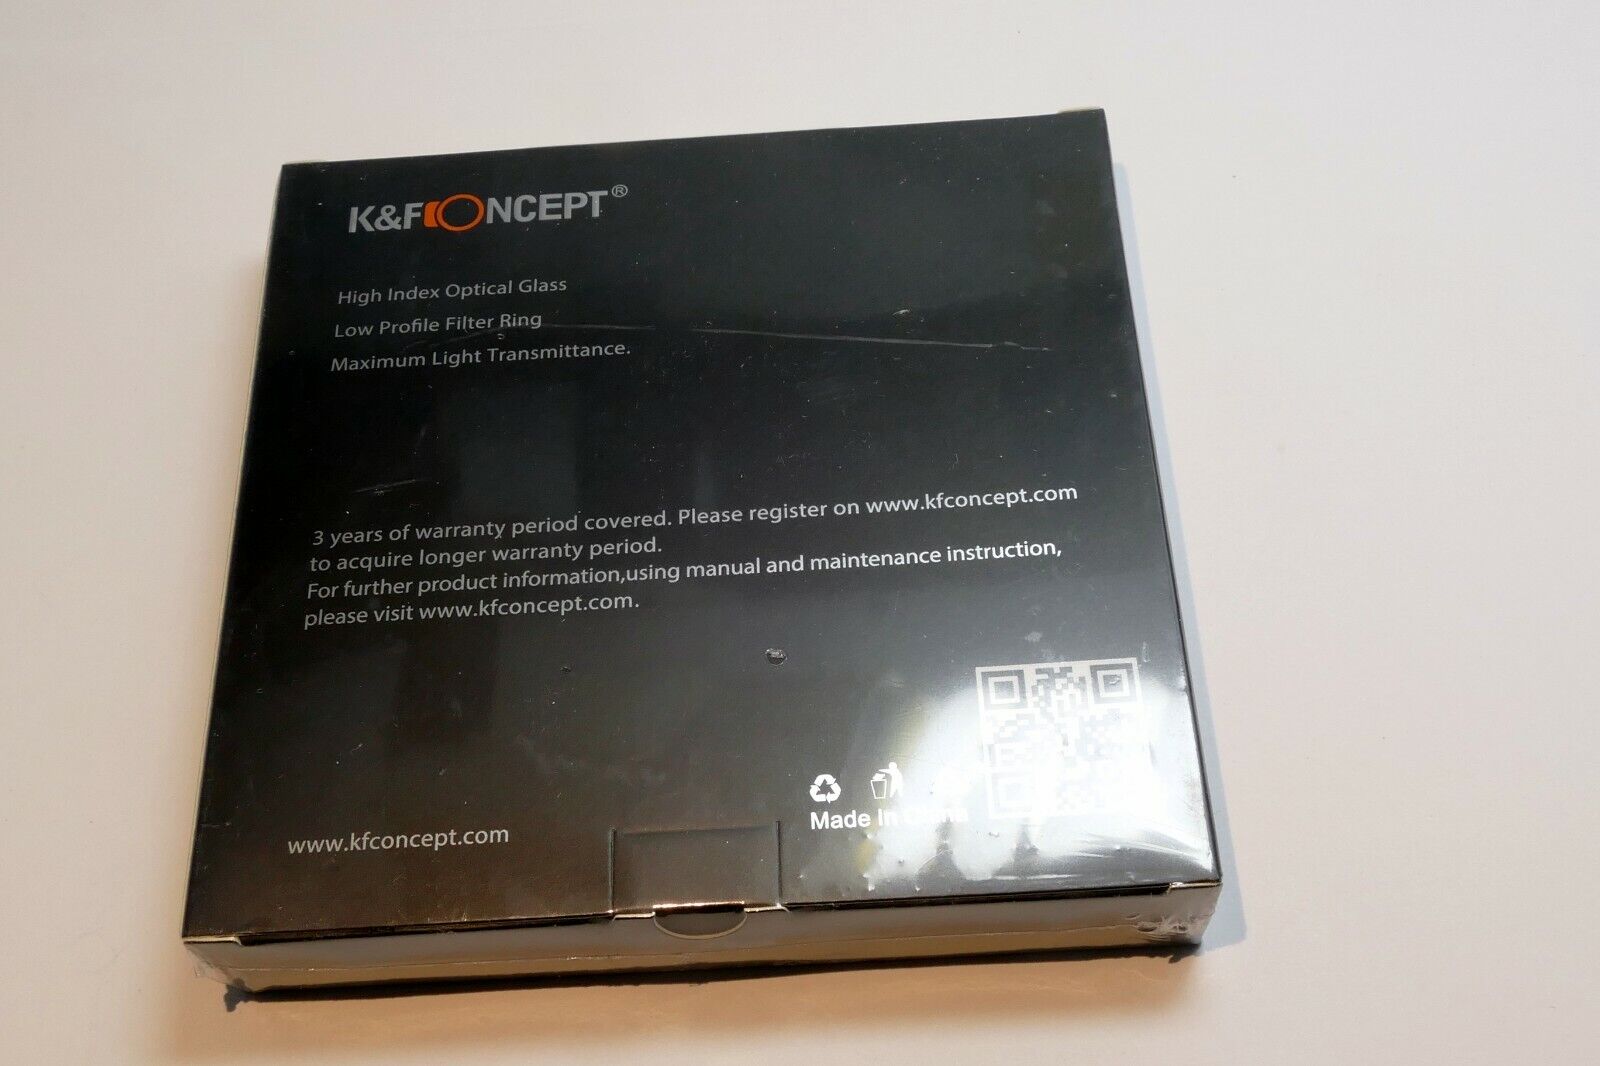 K&F CONCEPT®
High Index Optical Glass
Low Profile Filter Ring
Maximum Light Transmittance.
3 years of warranty period covered. Please register on www.kfconcept.com
to acquire longer warranty period.
For further product information,using manual and maintenance instruction,
please visit www.kfconcept.com.
Made in China
www.kfconcept.com